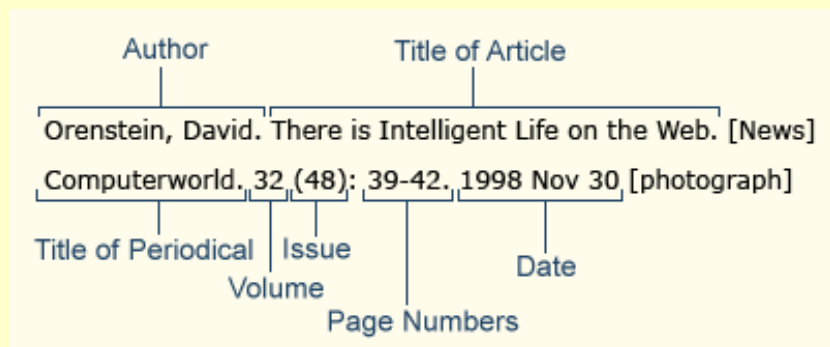 Author Title of Article
Orenstein, David. There is Intelligent Life on the Web. [News]
Computerworld. 32 (48): 39-42. 1998 Nov 30 [photograph]
Title of Periodical Issue
Date
Volume
Page Numbers